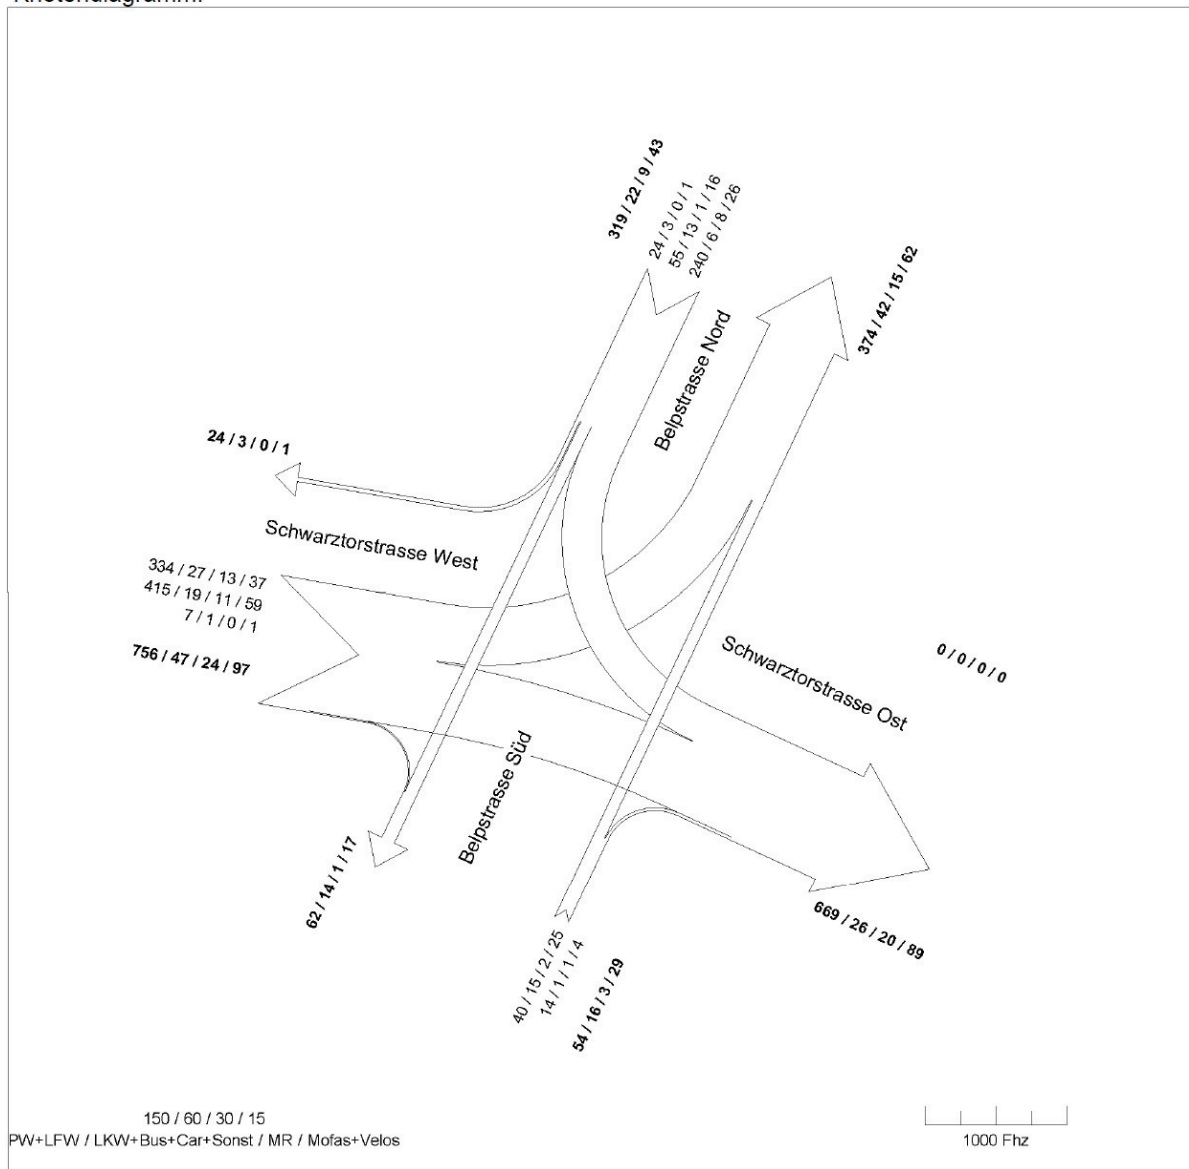 Knotendiagramm:
319 / 22 / 9 / 43
24 / 3 / 0 / 1
55 / 13 / 1 / 16
240 / 6 / 8 / 26
374 / 42 / 15 / 62
Belpstrasse Nord
24 / 3 / 0 / 1
Schwarztorstrasse West
334 / 27 / 13 / 37
415 / 19 / 11 / 59
7 / 1 / 0 / 1
756 / 47 / 24 / 97
0 / 0 / 0 / 0
Schwarztorstrasse Ost
Belpstrasse Süd
62 / 14 / 1 / 17
669 / 26 / 20 / 89
40 / 15 / 2 / 25
14 / 1 / 1 / 4
54 / 16 / 3 / 29
150 / 60 / 30 / 15
PW+LFW / LKW+Bus+Car+Sonst / MR / Mofas+Velos
1000 Fhz